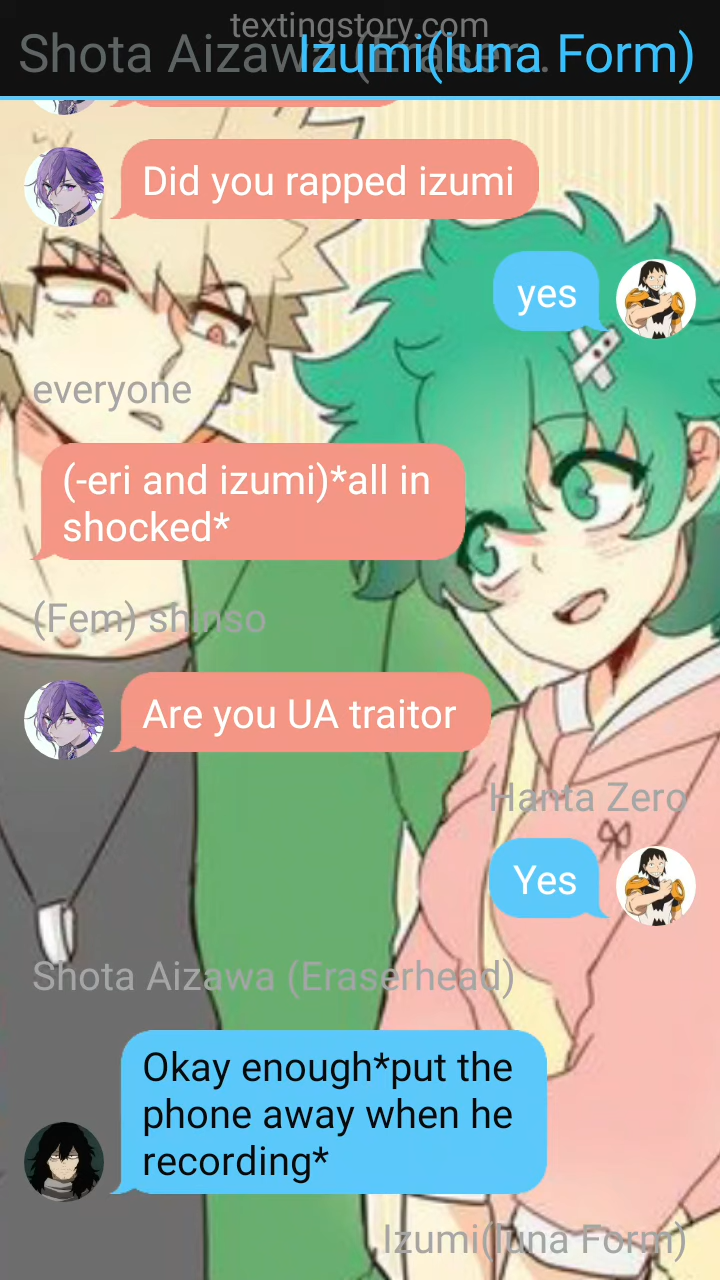 textingstory.com
Shota Aizawa (Eraser...
Izumi(luna Form)
Did you rapped izumi
yes
everyone
(-eri and izumi)*all in
shocked*
(Fem) shinso
Are you UA traitor
Hanta Zero
Yes
Shota Aizawa (Eraserhead)
Okay enough*put the
phone away when he
recording*
Izumi(luna Form)